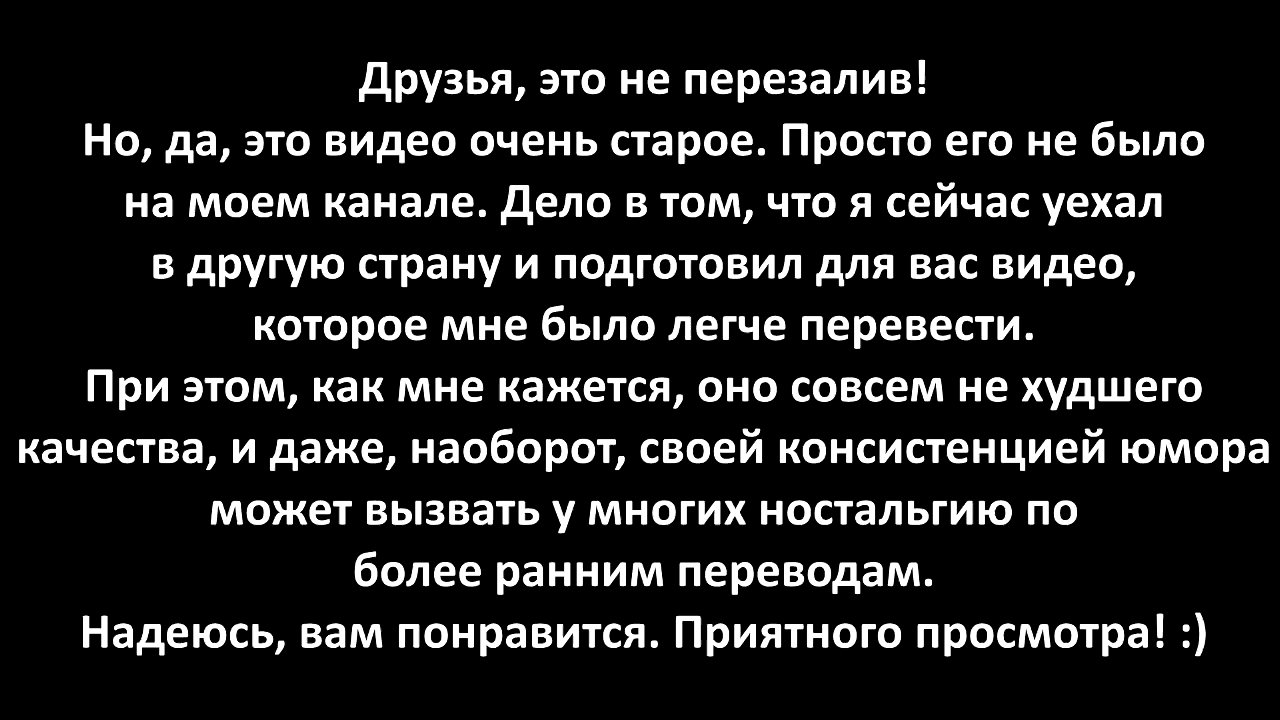 Друзья, это не перезалив!
Но, да, это видео очень старое. Просто его не было
на моем канале. Дело в том, что я сейчас уехал
в другую страну и подготовил для вас видео,
которое мне было легче перевести.
При этом, как мне кажется, оно совсем не худшего
качества, и даже, наоборот, своей консистенцией юмора
может вызвать у многих ностальгию по
более ранним переводам.
Надеюсь, вам понравится. Приятного просмотра! :)